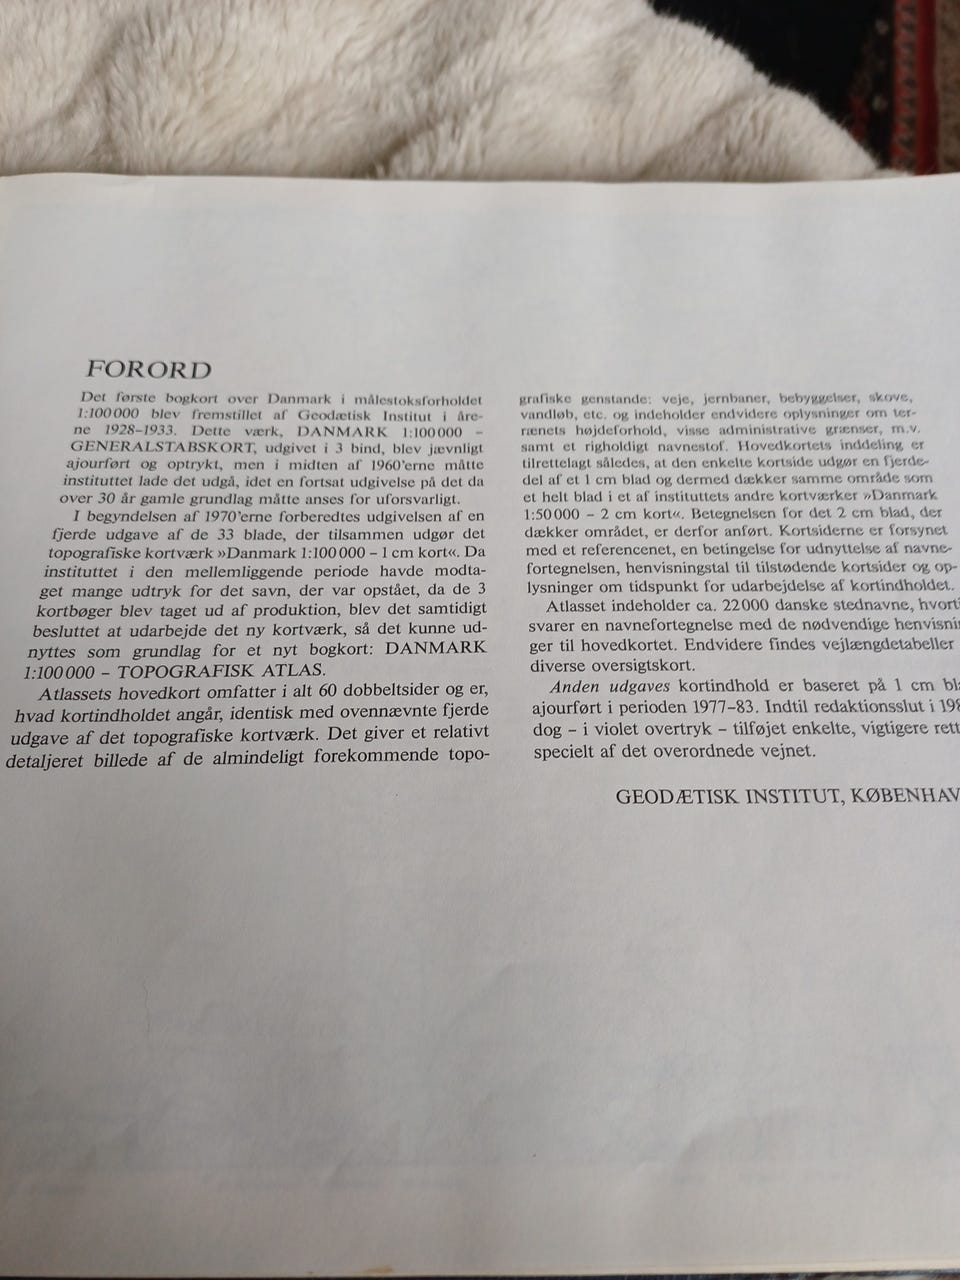 FORORD
Det første bogkort over Danmark i målestoksforholdet
1:100 000 blev fremstillet af Geodætisk Institut i åre-
ne 1928–1933. Dette værk, DANMARK 1:100 000 –
GENERALSTABSKORT, udgivet i 3 bind, blev jævnligt
ajourført og optrykt, men i midten af 1960'erne måtte
instituttet lade det udgå, idet en fortsat udgivelse på det da
over 30 år gamle grundlag måtte anses for uforsvarligt.
I begyndelsen af 1970'erne forberedtes udgivelsen af en
fjerde udgave af de 33 blade, der tilsammen udgør det
topografiske kortværk »Danmark 1:100 000 – 1 cm kort«. Da
instituttet i den mellemliggende periode havde modta-
get mange udtryk for det savn, der var opstået, da de 3
kortbøger blev taget ud af produktion, blev det samtidigt
besluttet at udarbejde det ny kortværk, så det kunne ud-
nyttes som grundlag for et nyt bogkort: DANMARK
1:100 000 – TOPOGRAFISK ATLAS.
Atlassets hovedkort omfatter i alt 60 dobbeltsider og er,
hvad kortindholdet angår, identisk med ovennævnte fjerde
udgave af det topografiske kortværk. Det giver et relativt
detaljeret billede af de almindeligt forekommende topo-
grafiske genstande: veje, jernbaner, bebyggelser, skove,
vandløb, etc. og indeholder endvidere oplysninger om ter-
rænets højdeforhold, visse administrative grænser, m.v.
samt et righoldigt navnestof. Hovedkortets inddeling er
tilrettelagt således, at den enkelte kortside udgør en fjerde-
del af et 1 cm blad og dermed dækker samme område som
et helt blad i et af instituttets andre kortværker »Danmark
1:50 000 – 2 cm kort«. Betegnelsen for det 2 cm blad, der
dækker området, er derfor anført. Kortsiderne er forsynet
med et referencenet, en betingelse for udnyttelse af navne-
fortegnelsen, henvisningstal til tilstødende kortsider og op-
lysninger om tidspunkt for udarbejdelse af kortindholdet.
Atlasset indeholder ca. 22 000 danske stednavne, hvorti
svarer en navnefortegnelse med de nødvendige henvisnin
ger til hovedkortet. Endvidere findes vejlængdetabeller
diverse oversigtskort.
Anden udgaves kortindhold er baseret på 1 cm bla
ajourført i perioden 1977–83. Indtil redaktionsslut i 198
dog – i violet overtryk – tilføjet enkelte, vigtigere rett
specielt af det overordnede vejnet.
GEODÆTISK INSTITUT, KØBENHAV